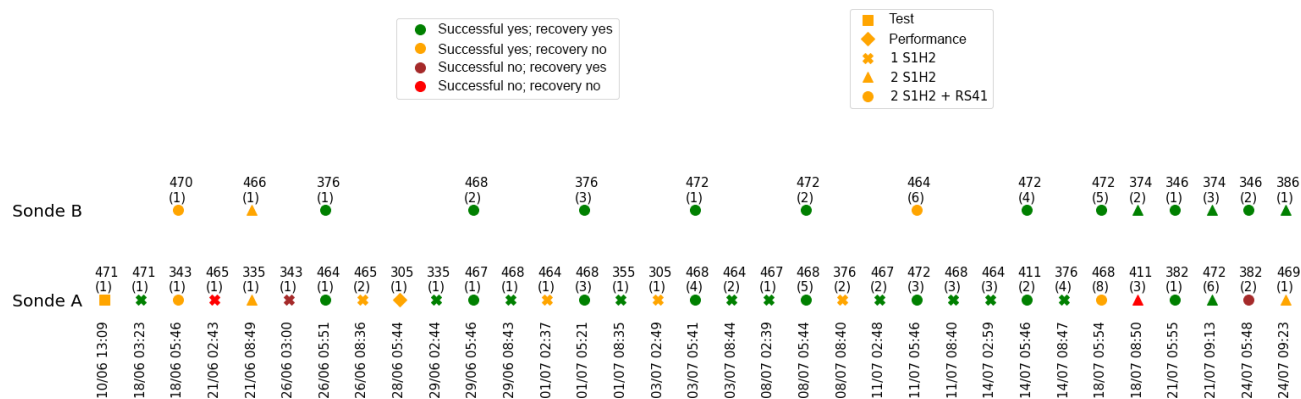 Successful yes; recovery yes
Successful yes; recovery no
Successful no; recovery yes
Successful no; recovery no
Test
Performance
1 S1H2
2 S1H2
2 S1H2 + RS41
470 466 376 468 376 472 472 464 472 472 374 346 374 346 386
(1) (1) (1) (2) (3) (1) (2) (6) (4) (5) (2) (1) (3) (2) (1)
Sonde B
471 471 343 465 335 343 464 465 305 335 467 468 464 468 355 305 468 464 467 468 376 467 472 468 464 411 376 468 411 382 472 382 469
(1) (1) (1) (1) (1) (1) (1) (2) (1) (1) (1) (1) (1) (3) (1) (1) (4) (2) (1) (5) (2) (2) (3) (3) (3) (2) (4) (8) (3) (1) (6) (2) (1)
Sonde A
10/06 13:09
18/06 03:23
18/06 05:46
21/06 02:43
21/06 08:49
26/06 03:00
26/06 05:51
26/06 08:36
28/06 05:44
29/06 02:44
29/06 05:46
29/06 08:43
01/07 02:37
01/07 05:21
01/07 08:35
03/07 02:49
03/07 05:41
03/07 08:44
08/07 02:39
08/07 05:44
08/07 08:40
11/07 02:48
11/07 05:46
11/07 08:40
14/07 02:59
14/07 05:46
14/07 08:47
18/07 05:54
18/07 08:50
21/07 05:55
21/07 09:13
24/07 05:48
24/07 09:23